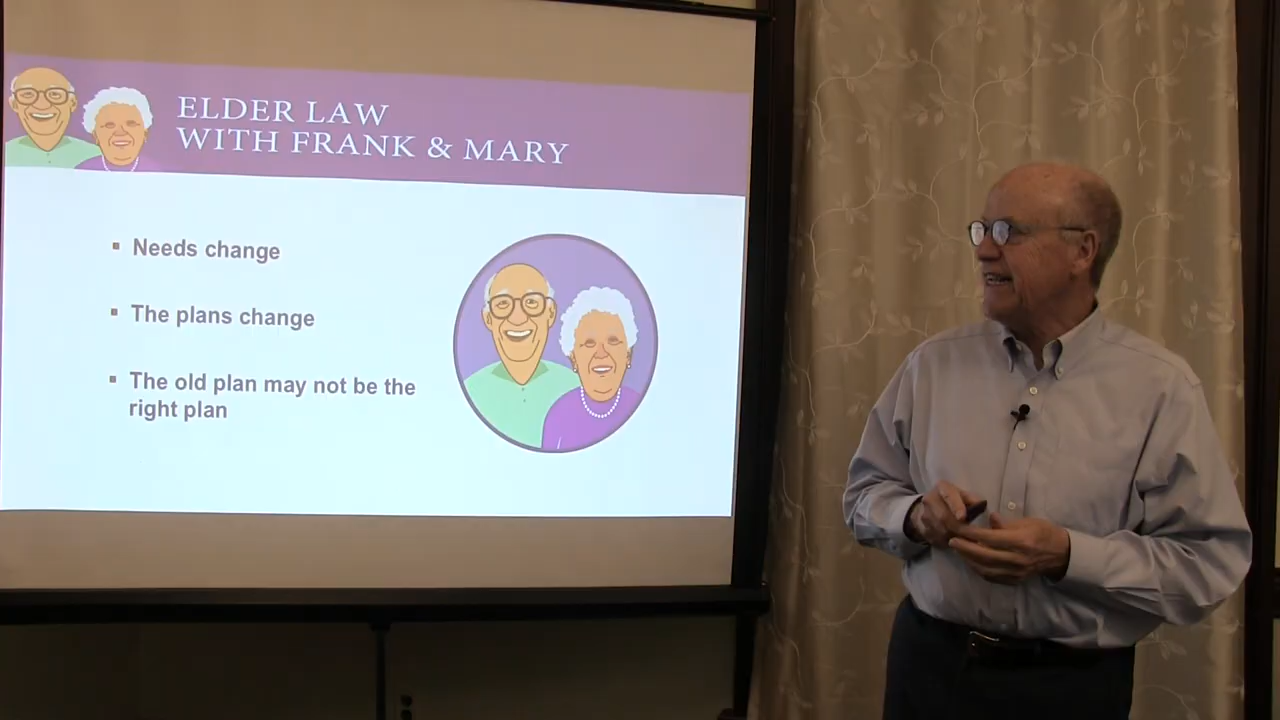 ELDER LAW
WITH FRANK & MARY
Needs change
The plans change
The old plan may not be the
right plan